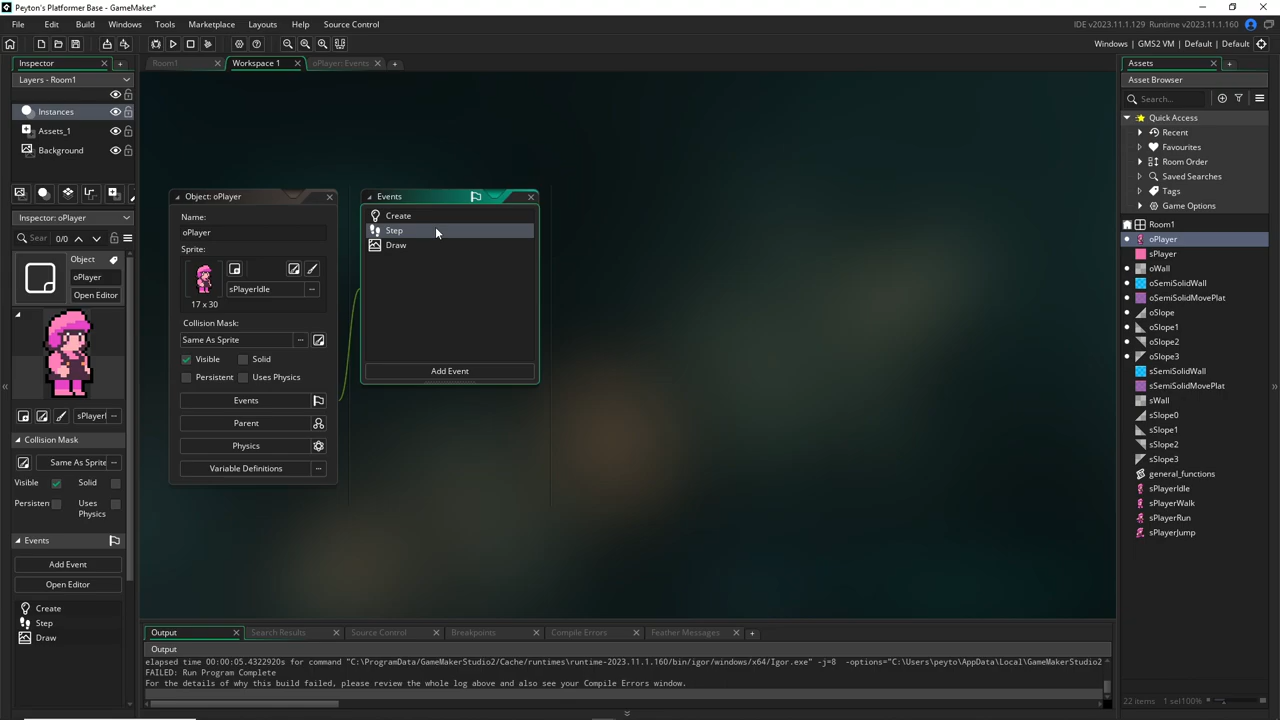 Peyton's Platformer Base - GameMaker*
File Edit Build Windows Tools Marketplace Layouts Help Source Control
IDE v2023.11.1.129 Runtime v2023.11.1.160
Windows | GMS2 VM | Default | Default
Inspector
Layers - Room1
Instances
Assets_1
Background
Inspector: oPlayer
Sear 0/0
Object
oPlayer
Open Editor
sPlayerI
Collision Mask
Same As Sprite
Visible Solid
Persisten Uses Physics
Events
Add Event
Open Editor
Create
Step
Draw
Room1
Workspace 1
oPlayer: Events
Object: oPlayer
Name:
oPlayer
Sprite:
sPlayerIdle
17 x 30
Collision Mask:
Same As Sprite
Visible Solid
Persistent Uses Physics
Events
Parent
Physics
Variable Definitions
Events
Create
Step
Draw
Add Event
Output
Search Results
Source Control
Breakpoints
Compile Errors
Feather Messages
Output
elapsed time 00:00:05.4322920s for command "C:\ProgramData/GameMakerStudio2/Cache/runtimes\runtime-2023.11.1.160/bin/igor/windows/x64/Igor.exe" -j=8 -options="C:\Users\peyto\AppData\Local\GameMakerStudio2
FAILED: Run Program Complete
For the details of why this build failed, please review the whole log above and also see your Compile Errors window.
Assets
Asset Browser
Search...
Quick Access
Recent
Favourites
Room Order
Saved Searches
Tags
Game Options
Room1
oPlayer
sPlayer
oWall
oSemiSolidWall
oSemiSolidMovePlat
oSlope
oSlope1
oSlope2
oSlope3
sSemiSolidWall
sSemiSolidMovePlat
sWall
sSlope0
sSlope1
sSlope2
sSlope3
general_functions
sPlayerIdle
sPlayerWalk
sPlayerRun
sPlayerJump
22 items 1 sel 100%